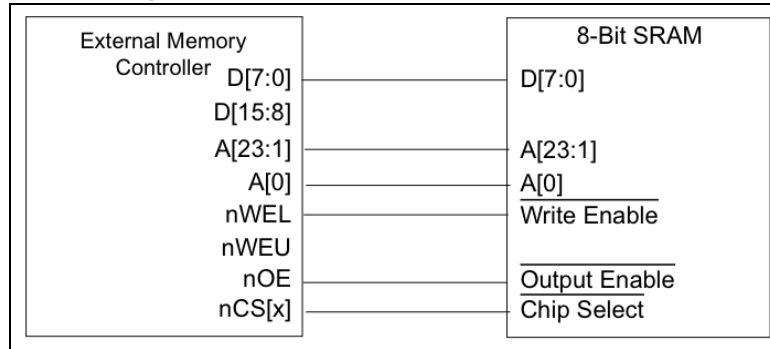 External Memory
Controller
D[7:0]
D[15:8]
A[23:1]
A[0]
nWEL
nWEU
nOE
nCS[x]
8-Bit SRAM
D[7:0]
A[23:1]
A[0]
Write Enable
Output Enable
Chip Select